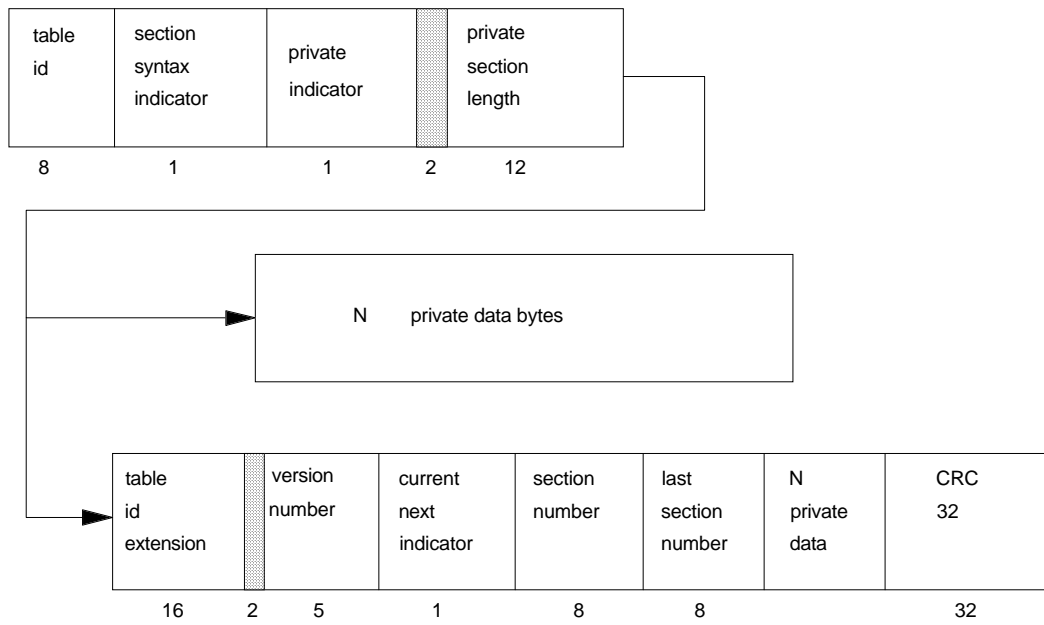 table
id
section
syntax
indicator
private
indicator
private
section
length
8
1
1
2
12
N private data bytes
table
id
extension
version
number
current
next
indicator
section
number
last
section
number
N
private
data
CRC
32
16
2
5
1
8
8
32